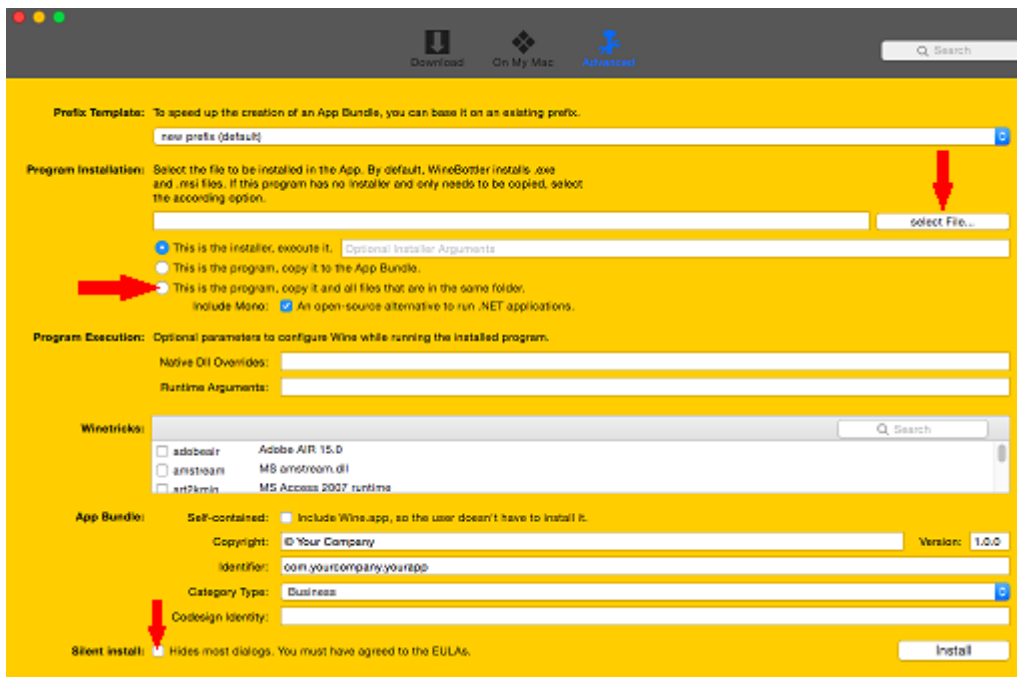 Download On My Mac Advanced
Search
Prefix Template: To speed up the creation of an App Bundle, you can base it on an existing prefix.
new prefix (default)
Program Installation: Select the file to be installed in the App. By default, WineBottler installs .exe
and .msi files. If this program has no Installer and only needs to be copied, select
the according option.
select File...
This is the installer, execute it. Optional Installer Arguments
This is the program, copy it to the App Bundle.
This is the program, copy it and all files that are in the same folder.
Include Mono: An open-source alternative to run .NET applications.
Program Execution: Optional parameters to configure Wine while running the installed program.
Native Dll Overrides:
Runtime Arguments:
Winetricks: Search
adobeair Adobe AIR 15.0
amstream MS amstream.dll
art2kmin MS Access 2007 runtime
App Bundle: Self-contained: Include Wine.app, so the user doesn't have to install it.
Copyright: © Your Company Version: 1.0.0
Identifier: com.yourcompany.yourapp
Category Type: Business
Codesign Identity:
Silent install: Hides most dialogs. You must have agreed to the EULAs. Install